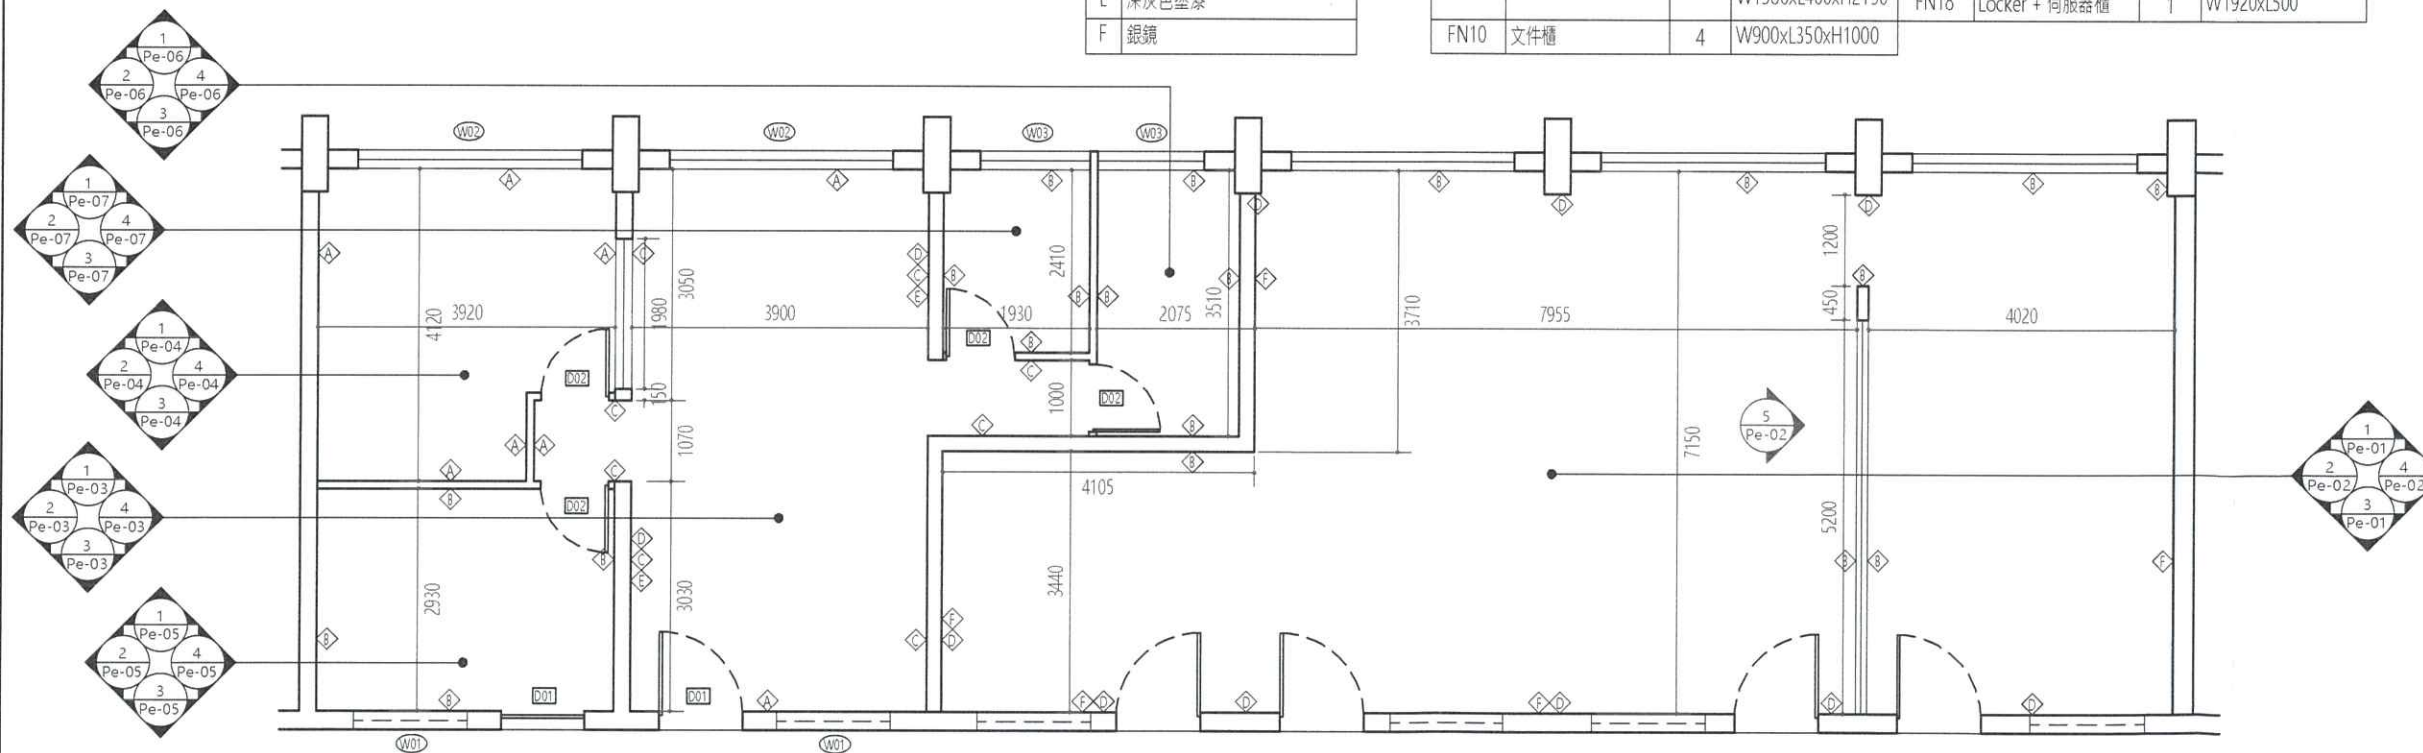 F 銀鏡
FN18 Locker + 伺服器櫃 1 W1920xL500
FN10 文件櫃 4 W900xL350xH1000
1 Pe-06
2 Pe-06
4 Pe-06
3 Pe-06
W02
W02
W03
W03
A
A
B
B
B
B
B
B
1 Pe-07
2 Pe-07
4 Pe-07
3 Pe-07
D
D
D
A
A
C
D
C
B
E
B
B
B
F
B
3920
4120
1980
3050
3900
2410
1930
2075
3510
3710
7955
1200
450
4020
1 Pe-04
2 Pe-04
4 Pe-04
3 Pe-04
D02
D02
D02
B
C
150
C
1000
C
B
5
Pe-02
A
A
1070
A
C
B
B
4105
7150
1 Pe-01
2 Pe-02
4 Pe-02
3 Pe-01
1 Pe-03
2 Pe-03
4 Pe-03
3 Pe-03
D02
B
D
C
E
5200
B
B
F
2930
3030
3440
1 Pe-05
2 Pe-05
4 Pe-05
3 Pe-05
B
F
C
D
B
D01
D01
A
F
D
D
F
D
D
D
W01
W01